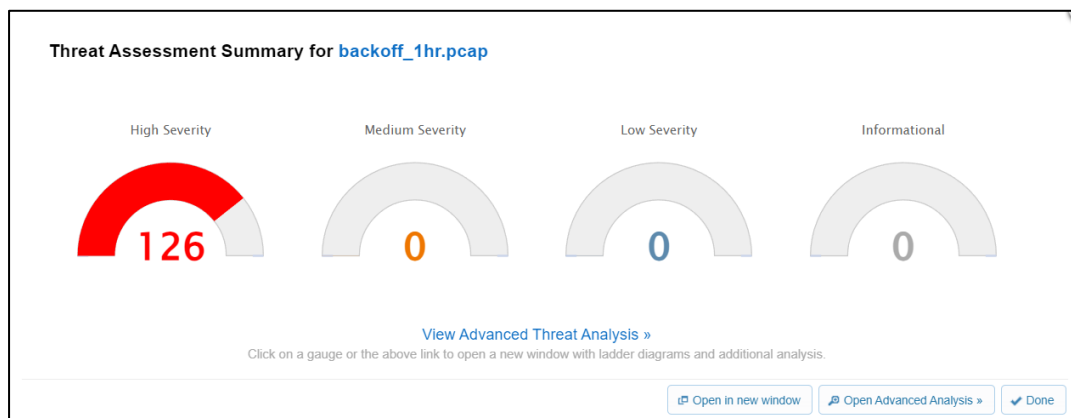 Threat Assessment Summary for backoff_1hr.pcap
High Severity
Medium Severity
Low Severity
Informational
126
0
0
0
View Advanced Threat Analysis »
Click on a gauge or the above link to open a new window with ladder diagrams and additional analysis.
Open in new window
Open Advanced Analysis »
Done